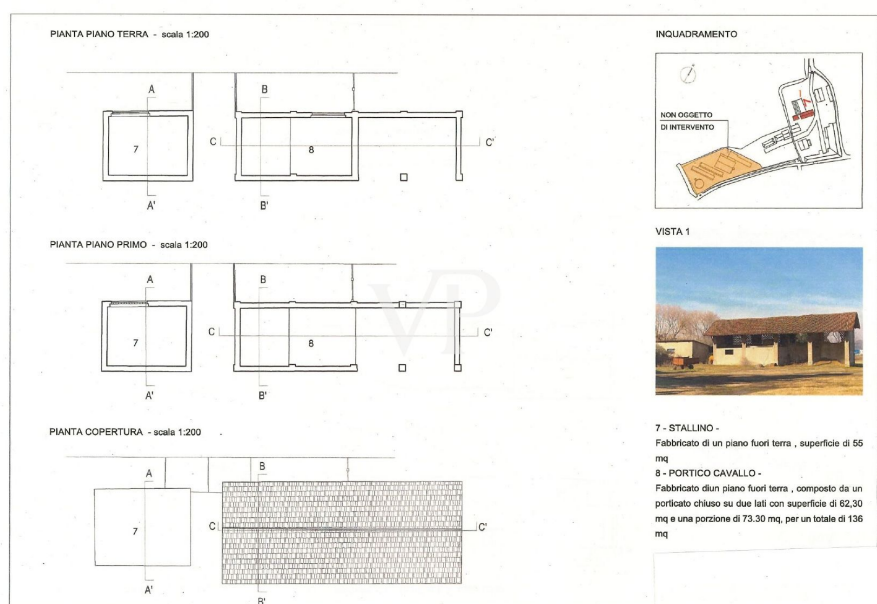 PIANTA PIANO TERRA - scala 1:200
A
B
7
C
8
C'
A'
B'
PIANTA PIANO PRIMO - scala 1:200
A
B
7
C
8
C'
A'
B'
PIANTA COPERTURA - scala 1:200
A
B
7
C
C'
A'
B'
VP
INQUADRAMENTO
NON OGGETTO
DI INTERVENTO
VISTA 1
7 - STALLINO -
Fabbricato di un piano fuori terra , superficie di 55
mq
8 - PORTICO CAVALLO -
Fabbricato diun piano fuori terra , composto da un
porticato chiuso su due lati con superficie di 62,30
mq e una porzione di 73.30 mq, per un totale di 136
mq